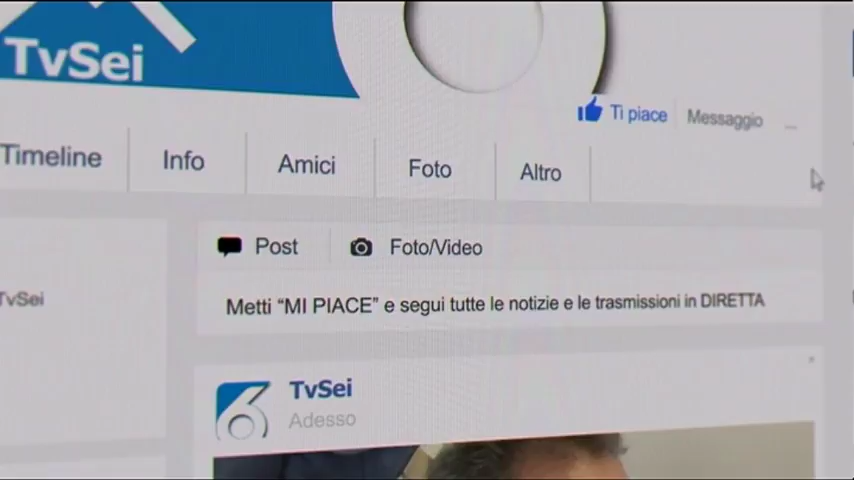 TvSei
Ti piace
Messaggio
Timeline
Info
Amici
Foto
Altro
Post
Foto/Video
TvSei
Metti “MI PIACE” e segui tutte le notizie e le trasmissioni in DIRETTA
TvSei
Adesso